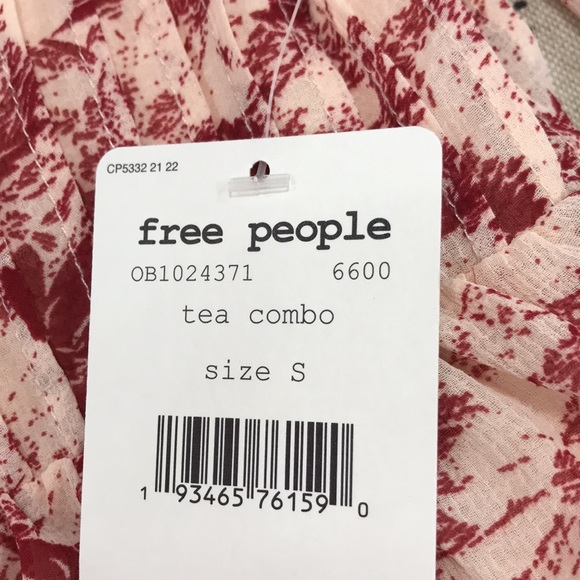 CP5332 21 22
free people
OB1024371 6600
tea combo
size S
1 93465 76159 0